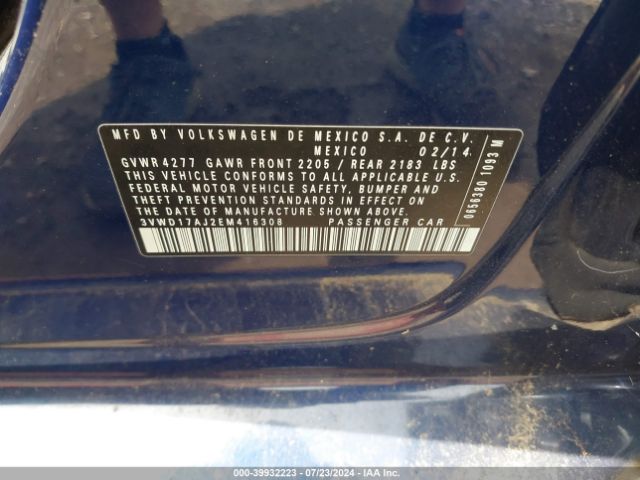 MFD BY VOLKSWAGEN DE MEXICO S.A. DE C.V.
MEXICO 02/14
GVWR 4277 GAWR FRONT 2205 / REAR 2183 LBS
THIS VEHICLE CONFORMS TO ALL APPLICABLE U.S.
FEDERAL MOTOR VEHICLE SAFETY, BUMPER AND
THEFT PREVENTION STANDARDS IN EFFECT ON
THE DATE OF MANUFACTURE SHOWN ABOVE.
3VWD17AJ2EM416308 PASSENGER CAR
0656380 1093 M
000-39932223 - 07/23/2024 - IAA Inc.